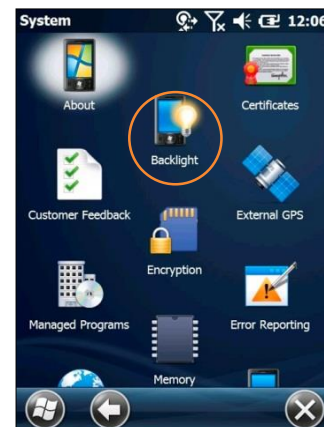 System 12:06
About
Certificates
Backlight
Customer Feedback
External GPS
Encryption
Managed Programs
Error Reporting
Memory